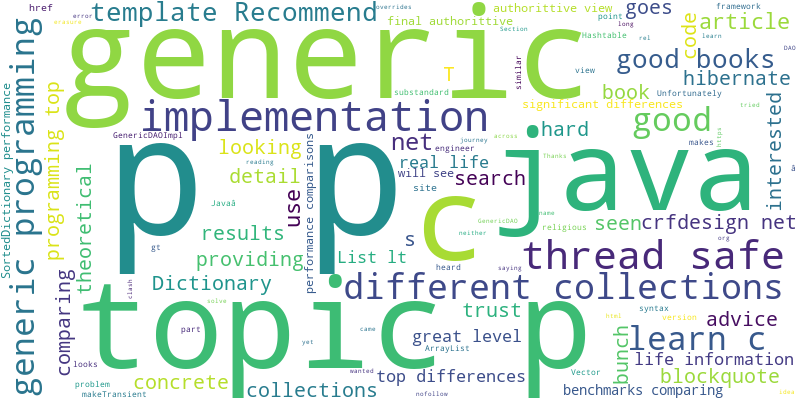 href
template Recommend
erasure
error
overrides
authorittive view
final authorittive
point
long
goes
framework
article
Section
Hashtable
rel
learn
DAO
generic
similar
view
code
good books
T
substandard
book
Unfortunately
hibernate
significant differences
tried
implementation
good
hard
looking
GenericDAOImpl
net
journey
across
makes
https
interested
reading
engineer
real life
Thanks
â
detail
will see
search
site
p
p
c
java
theoretical
use
Javaâ
GanericDAO
name
religious
seen
crfdesign net
results
s
neither
org
thread safe
providing
performance comparisons
List lt
heard
saying
gt
SortedDictionary performance
generic programming
programming top
comparing
clash
Dictionary
different collections
topic p
solve
trust
html
version
advice
part
came
great level
syntax
learn c
looks
yet
ArrayList
bunch
life information
problem
concrete
wanted
top differences
Vector
blockquote
makeTransient
collections
nofollow
benchmarks comparing
idea